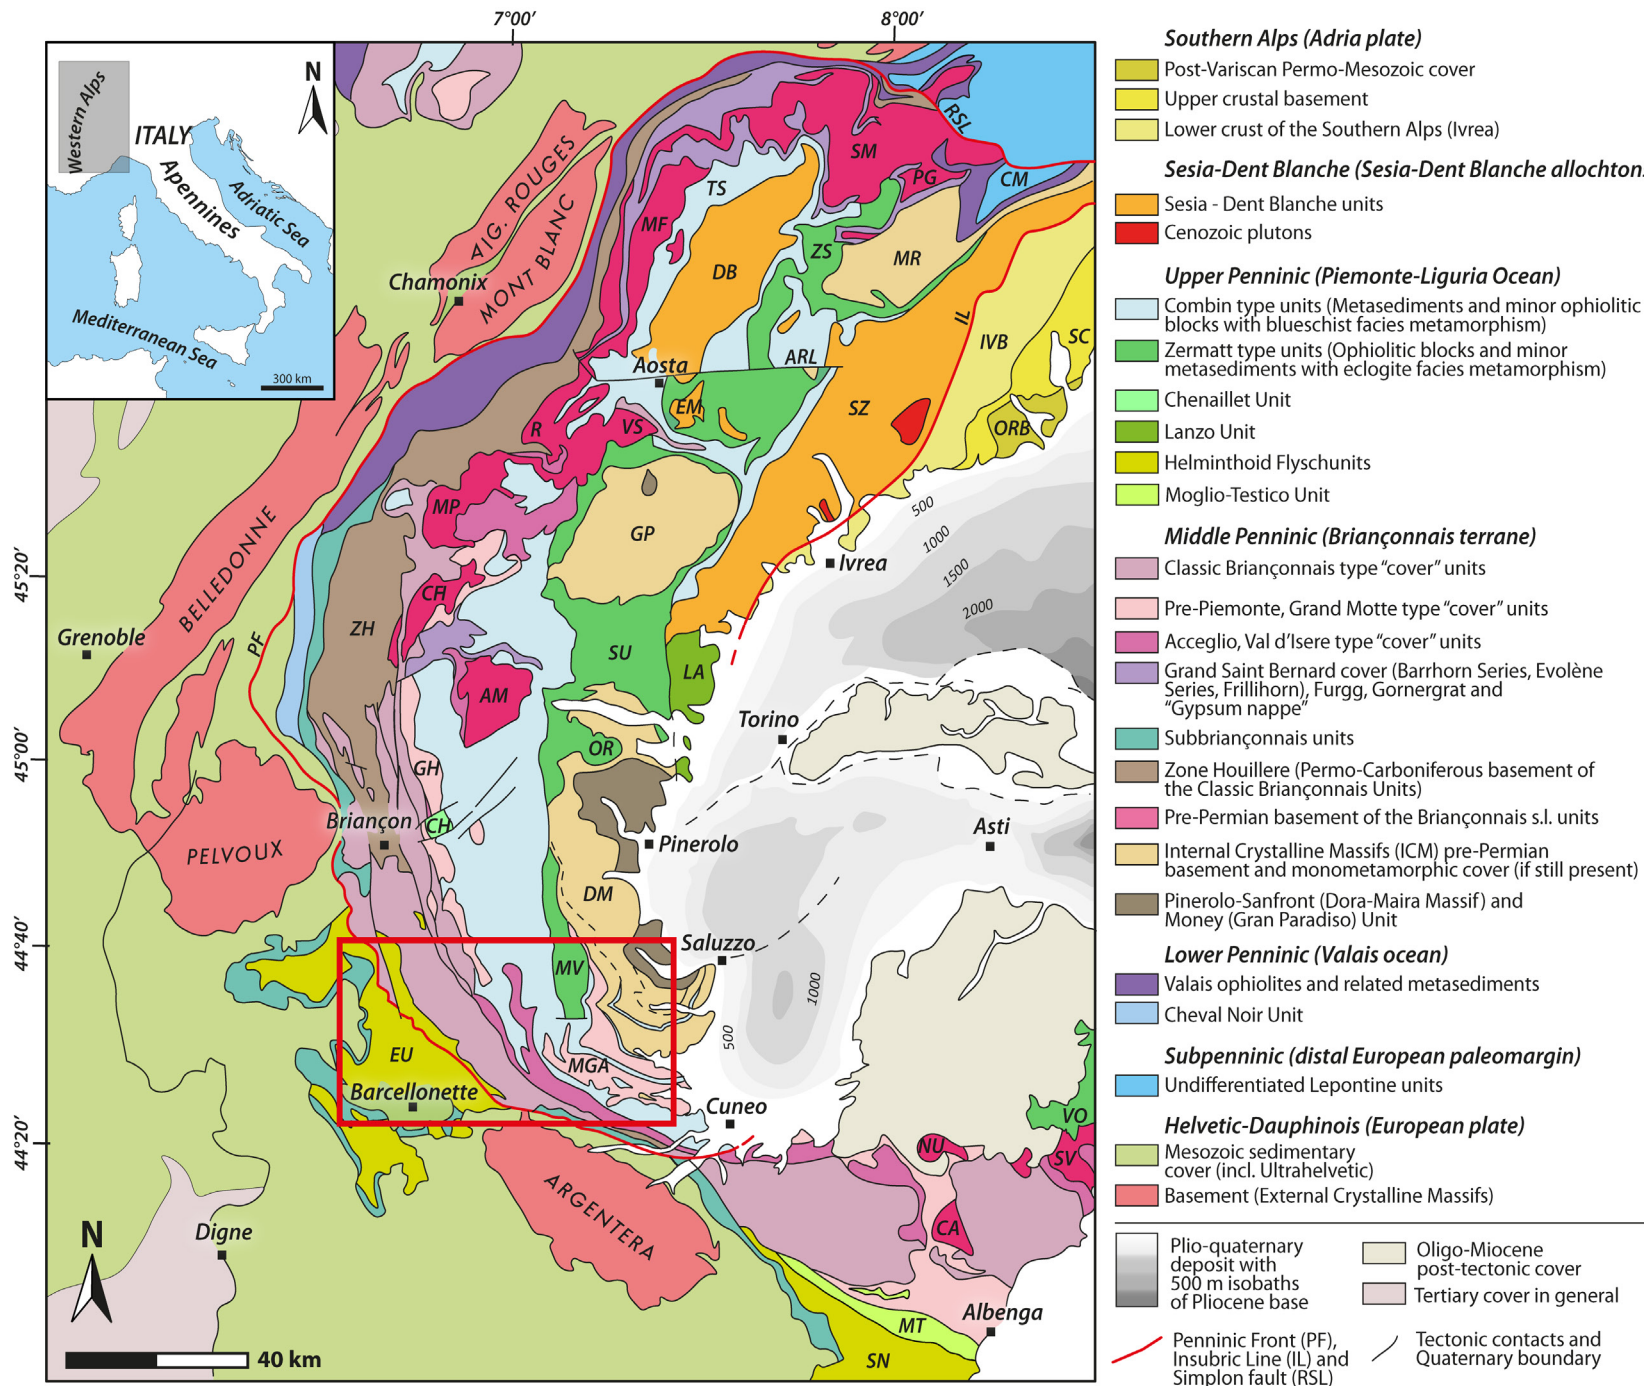 7°00′
8°00′
N
Western Alps
ITALY
Apennines
Adriatic Sea
Mediterranean Sea
300 km
AIG. ROUGES
MONT BLANC
Chamonix
RSL
SM
PG
CM
TS
MF
DB
ZS
MR
IL
IVB
SC
Aosta
ARL
EM
SZ
ORB
R
VS
MP
GP
500
1000
1500
2000
Ivrea
45°20′
BELLEDONNE
CH
ZH
Grenoble
PF
SU
LA
AM
Torino
45°00′
OR
GH
Briançon
CH
Pinerolo
Asti
PELVOUX
DM
44°40′
Saluzzo
MV
1000
500
EU
MGA
Barcellonette
Cuneo
VO
44°20′
NU
SV
ARGENTERA
CA
Digne
N
Albenga
MT
SN
40 km
Southern Alps (Adria plate)
Post-Variscan Permo-Mesozoic cover
Upper crustal basement
Lower crust of the Southern Alps (Ivrea)
Sesia-Dent Blanche (Sesia-Dent Blanche allochton
Sesia - Dent Blanche units
Cenozoic plutons
Upper Penninic (Piemonte-Liguria Ocean)
Combin type units (Metasediments and minor ophiolitic
blocks with blueschist facies metamorphism)
Zermatt type units (Ophiolitic blocks and minor
metasediments with eclogite facies metamorphism)
Chenaillet Unit
Lanzo Unit
Helminthoid Flyschunits
Moglio-Testico Unit
Middle Penninic (Briançonnais terrane)
Classic Briançonnais type “cover” units
Pre-Piemonte, Grand Motte type “cover” units
Acceglio, Val d’Isere type “cover” units
Grand Saint Bernard cover (Barrhorn Series, Evolène
Series, Frillihorn), Furgg, Gornergrat and
“Gypsum nappe”
Subbriançonnais units
Zone Houillere (Permo-Carboniferous basement of
the Classic Briançonnais Units)
Pre-Permian basement of the Briançonnais s.l. units
Internal Crystalline Massifs (ICM) pre-Permian
basement and monometamorphic cover (if still present)
Pinerolo-Sanfront (Dora-Maira Massif) and
Money (Gran Paradiso) Unit
Lower Penninic (Valais ocean)
Valais ophiolites and related metasediments
Cheval Noir Unit
Subpenninic (distal European paleomargin)
Undifferentiated Lepontine units
Helvetic-Dauphinois (European plate)
Mesozoic sedimentary
cover (incl. Ultrahelvetic)
Basement (External Crystalline Massifs)
Plio-quaternary
deposit with
500 m isobaths
of Pliocene base
Oligo-Miocene
post-tectonic cover
Tertiary cover in general
Penninic Front (PF),
Insubric Line (IL) and
Simplon fault (RSL)
Tectonic contacts and
Quaternary boundary